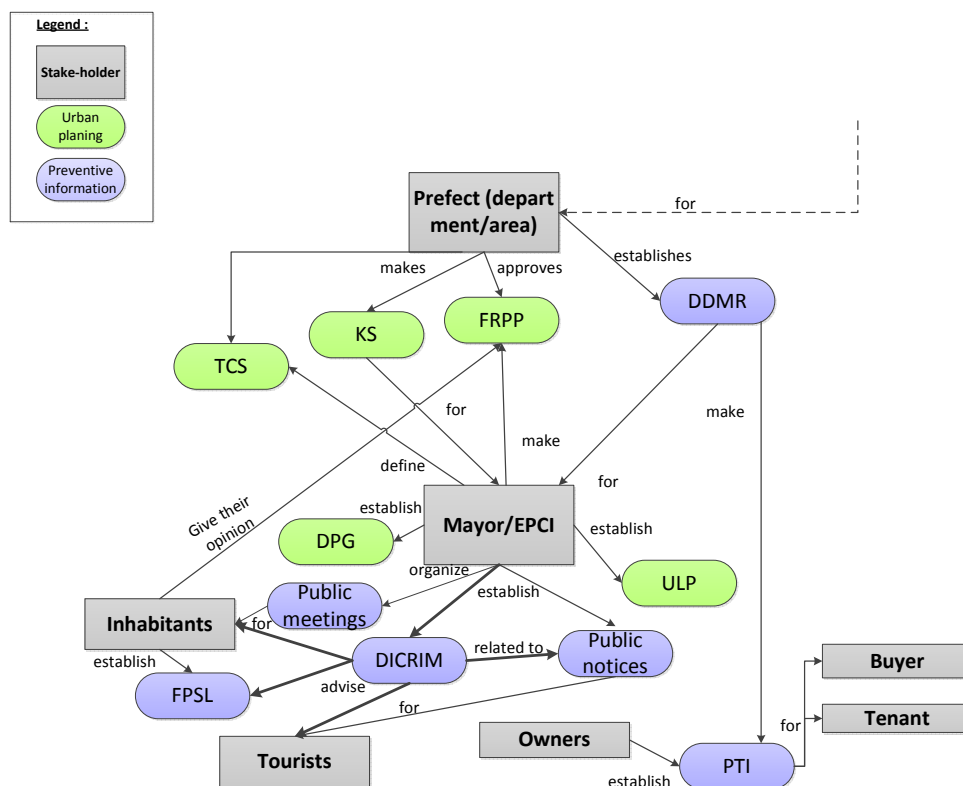 Legend :
Stake-holder
Urban
planing
Preventive
information
Prefect (depart
ment/area)
for
makes
approves
establishes
DDMR
KS
FRPP
TCS
for
make
make
define
for
Give their
opinion
establish
Mayor/EPCI
establish
DPG
ULP
organize
Public
meetings
establish
Inhabitants
for
establish
DICRIM
related to
Public
notices
FPSL
advise
for
Buyer
Tenant
for
Owners
Tourists
PTI
establish